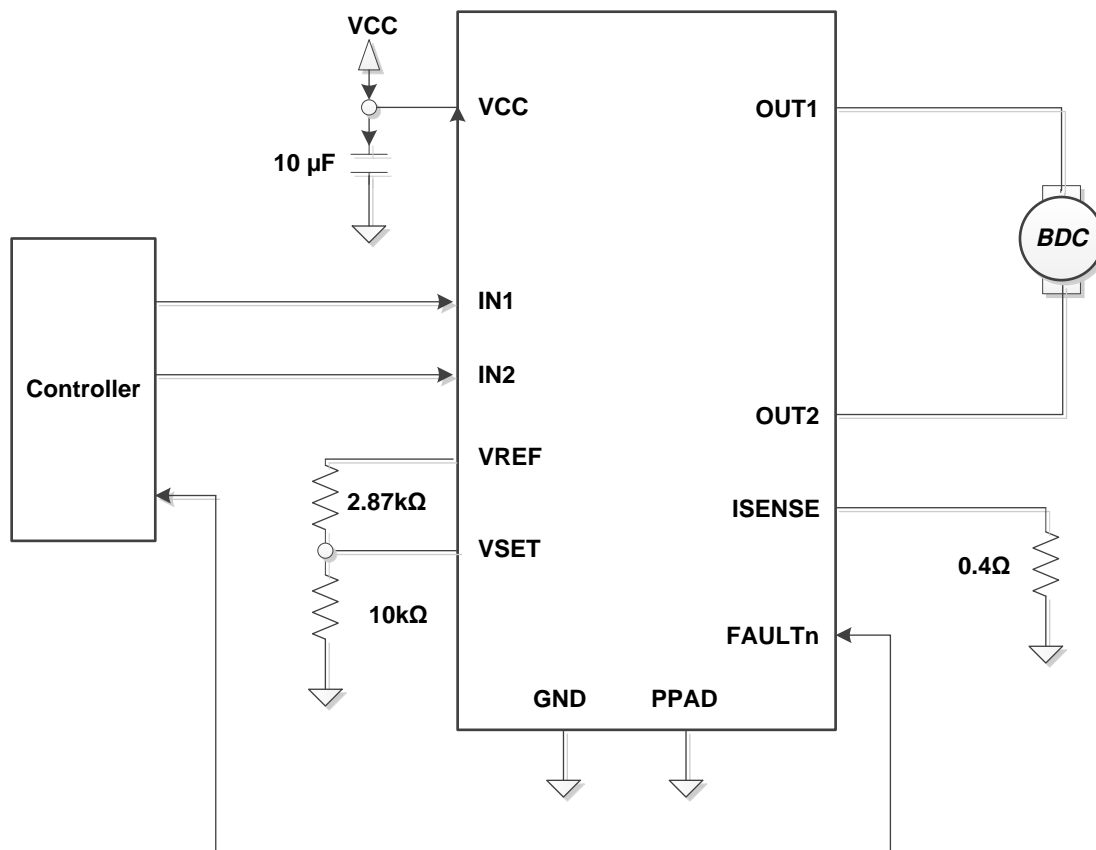 VCC
VCC
OUT1
10 µF
BDC
IN1
IN2
Controller
OUT2
VREF
2.87kΩ
ISENSE
VSET
0.4Ω
10kΩ
FAULTn
GND
PPAD